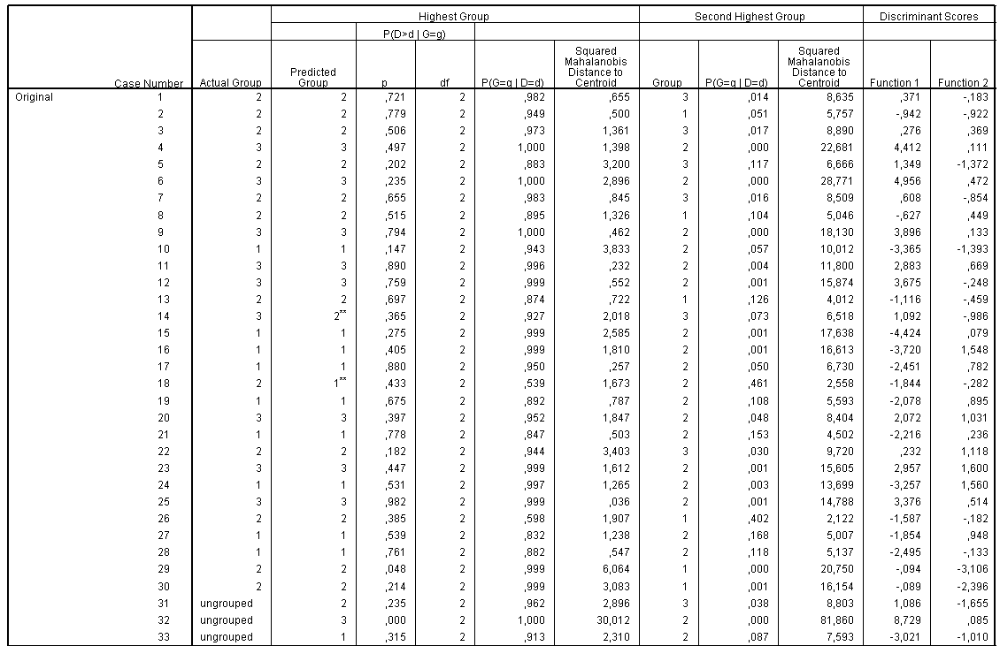 Highest Group Second Highest Group Discriminant Scores
P(D>d | G=g)
Case Number Actual Group Predicted Group p df P(G=g | D=d) Squared Mahalanobis Distance to Centroid Group P(G=g | D=d) Squared Mahalanobis Distance to Centroid Function 1 Function 2
Original 1 2 2 ,721 2 ,982 ,655 3 ,014 8,635 ,371 -,183
2 2 2 ,779 2 ,949 ,500 1 ,051 5,757 -,942 -,922
3 2 2 ,506 2 ,973 1,361 3 ,017 8,890 ,276 ,369
4 3 3 ,497 2 1,000 1,398 2 ,000 22,681 4,412 ,111
5 2 2 ,202 2 ,883 3,200 3 ,117 6,666 1,349 -1,372
6 3 3 ,235 2 1,000 2,896 2 ,000 28,771 4,956 ,472
7 2 2 ,655 2 ,983 ,845 3 ,016 8,509 ,608 -,854
8 2 2 ,515 2 ,895 1,326 1 ,104 5,046 -,627 ,449
9 3 3 ,794 2 1,000 ,462 2 ,000 18,130 3,896 ,133
10 1 1 ,147 2 ,943 3,833 2 ,057 10,012 -3,365 -1,393
11 3 3 ,890 2 ,996 ,232 2 ,004 11,800 2,883 ,669
12 3 3 ,759 2 ,999 ,552 2 ,001 15,874 3,675 -,248
13 2 2 ,697 2 ,874 ,722 1 ,126 4,012 -1,116 -,459
14 3 2** ,365 2 ,927 2,018 3 ,073 6,518 1,092 -,986
15 1 1 ,275 2 ,999 2,585 2 ,001 17,638 -4,424 ,079
16 1 1 ,405 2 ,999 1,810 2 ,001 16,613 -3,720 1,548
17 1 1 ,880 2 ,950 ,257 2 ,050 6,730 -2,451 ,782
18 2 1** ,433 2 ,539 1,673 2 ,461 2,558 -1,844 -,282
19 1 1 ,675 2 ,892 ,787 2 ,108 5,593 -2,078 ,895
20 3 3 ,397 2 ,952 1,847 2 ,048 8,404 2,072 1,031
21 1 1 ,778 2 ,847 ,503 2 ,153 4,502 -2,216 ,236
22 2 2 ,182 2 ,944 3,403 3 ,030 9,720 ,232 1,118
23 3 3 ,447 2 ,999 1,612 2 ,001 15,605 2,957 1,600
24 1 1 ,531 2 ,997 1,265 2 ,003 13,699 -3,257 1,560
25 3 3 ,982 2 ,999 ,036 2 ,001 14,788 3,376 ,514
26 2 2 ,385 2 ,598 1,907 1 ,402 2,122 -1,587 -,182
27 1 1 ,539 2 ,832 1,238 2 ,168 5,007 -1,854 ,948
28 1 1 ,761 2 ,882 ,547 2 ,118 5,137 -2,495 -,133
29 2 2 ,048 2 ,999 6,064 1 ,000 20,750 -,094 -3,106
30 2 2 ,214 2 ,999 3,083 1 ,001 16,154 -,089 -2,396
31 ungrouped 2 ,235 2 ,962 2,896 3 ,038 8,803 1,086 -1,655
32 ungrouped 3 ,000 2 1,000 30,012 2 ,000 81,860 8,729 ,085
33 ungrouped 1 ,315 2 ,913 2,310 2 ,087 7,593 -3,021 -1,010